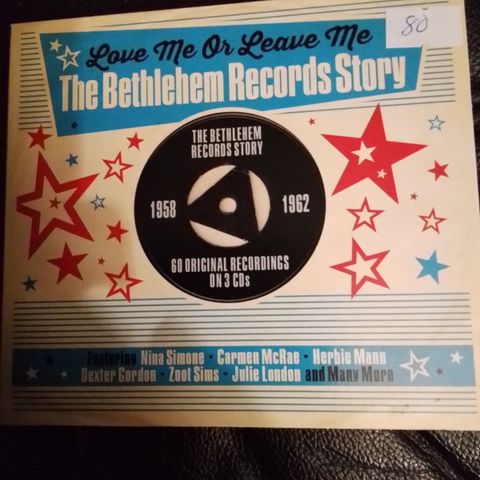 80
Love Me Or Leave Me
The Bethlehem Records Story
THE BETHLEHEM
RECORDS STORY
1958 1962
60 ORIGINAL RECORDINGS
ON 3 CDs
Featuring Nina Simone • Carmen McRae • Herbie Mann
Dexter Gordon • Zoot Sims • Julie London and Many More